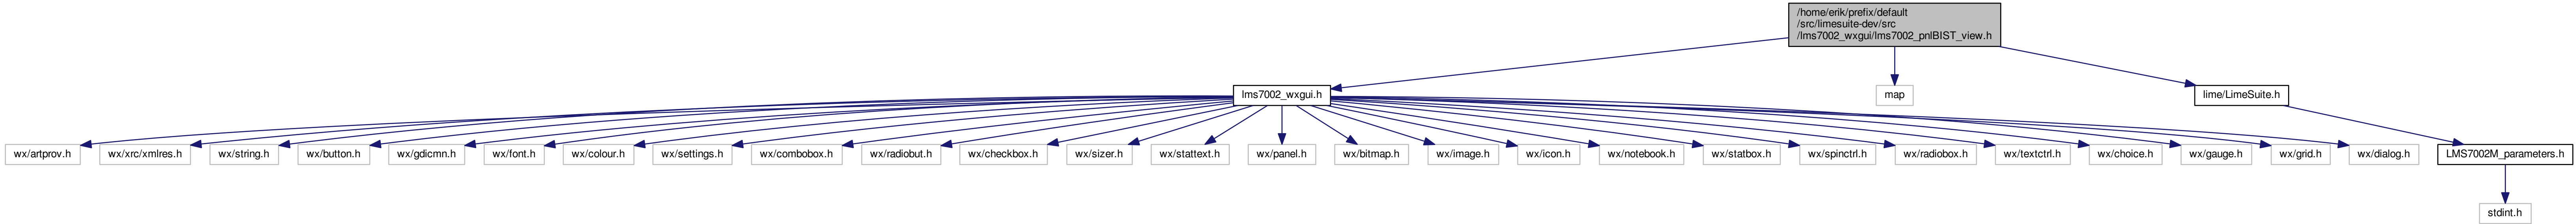 /home/erik/prefix/default
/src/limesuite-dev/src
/lms7002_wxgui/lms7002_pnlBIST_view.h
lms7002_wxgui.h
map
lime/LimeSuite.h
wx/artprov.h
wx/xrc/xmlres.h
wx/string.h
wx/button.h
wx/gdicmn.h
wx/font.h
wx/colour.h
wx/settings.h
wx/combobox.h
wx/radiobut.h
wx/checkbox.h
wx/sizer.h
wx/stattext.h
wx/panel.h
wx/bitmap.h
wx/image.h
wx/icon.h
wx/notebook.h
wx/statbox.h
wx/spinctrl.h
wx/radiobox.h
wx/textctrl.h
wx/choice.h
wx/gauge.h
wx/grid.h
wx/dialog.h
LMS7002M_parameters.h
stdint.h